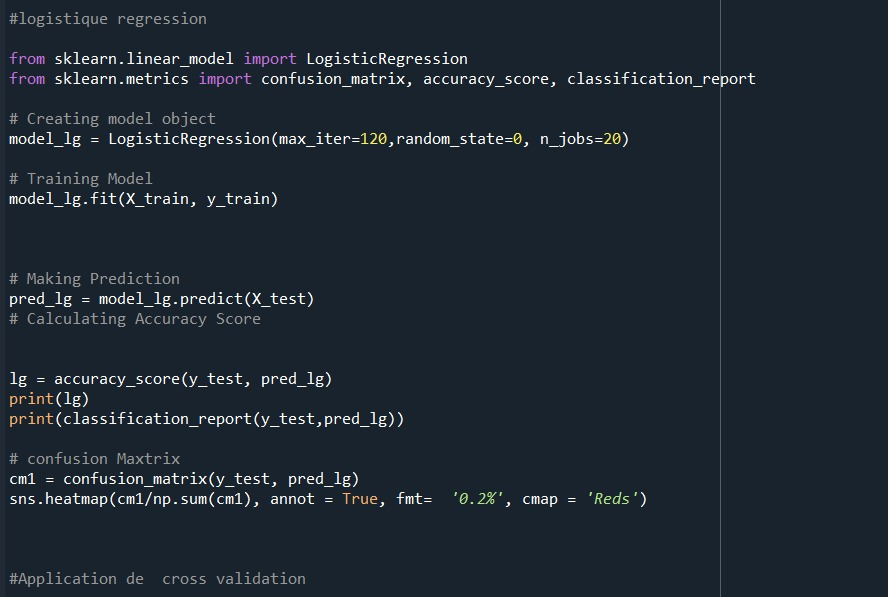 #logistique regression
from sklearn.linear_model import LogisticRegression
from sklearn.metrics import confusion_matrix, accuracy_score, classification_report
# Creating model object
model_lg = LogisticRegression(max_iter=120,random_state=0, n_jobs=20)
# Training Model
model_lg.fit(X_train, y_train)
# Making Prediction
pred_lg = model_lg.predict(X_test)
# Calculating Accuracy Score
lg = accuracy_score(y_test, pred_lg)
print(lg)
print(classification_report(y_test,pred_lg))
# confusion Maxtrix
cm1 = confusion_matrix(y_test, pred_lg)
sns.heatmap(cm1/np.sum(cm1), annot = True, fmt=  '0.2%', cmap = 'Reds')
#Application de  cross validation